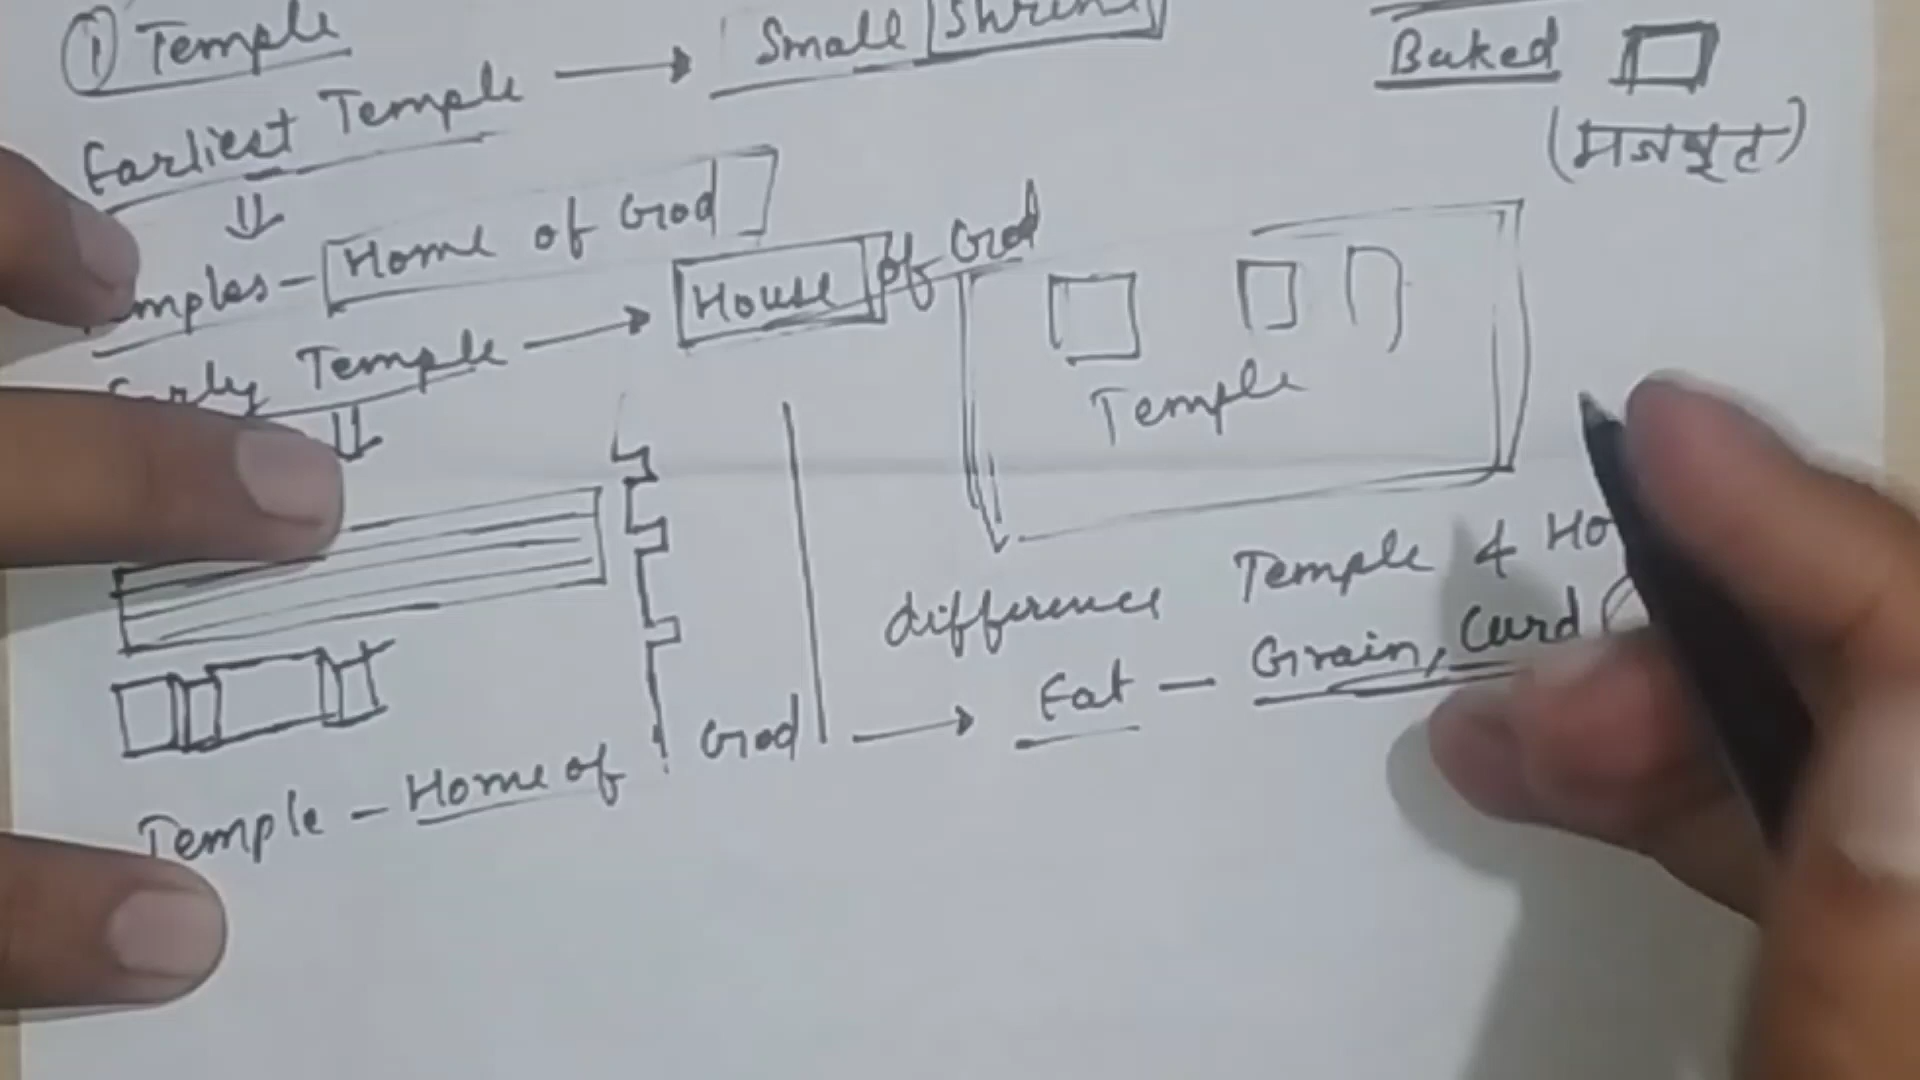 ① Temple
Earliest Temple → Small Shrine
Baked
(मजबूत)
Temples - Home of God
Early Temple → House of God
Temple
difference Temple & Ho
God → Eat - Grain, Curd
Temple - Home of